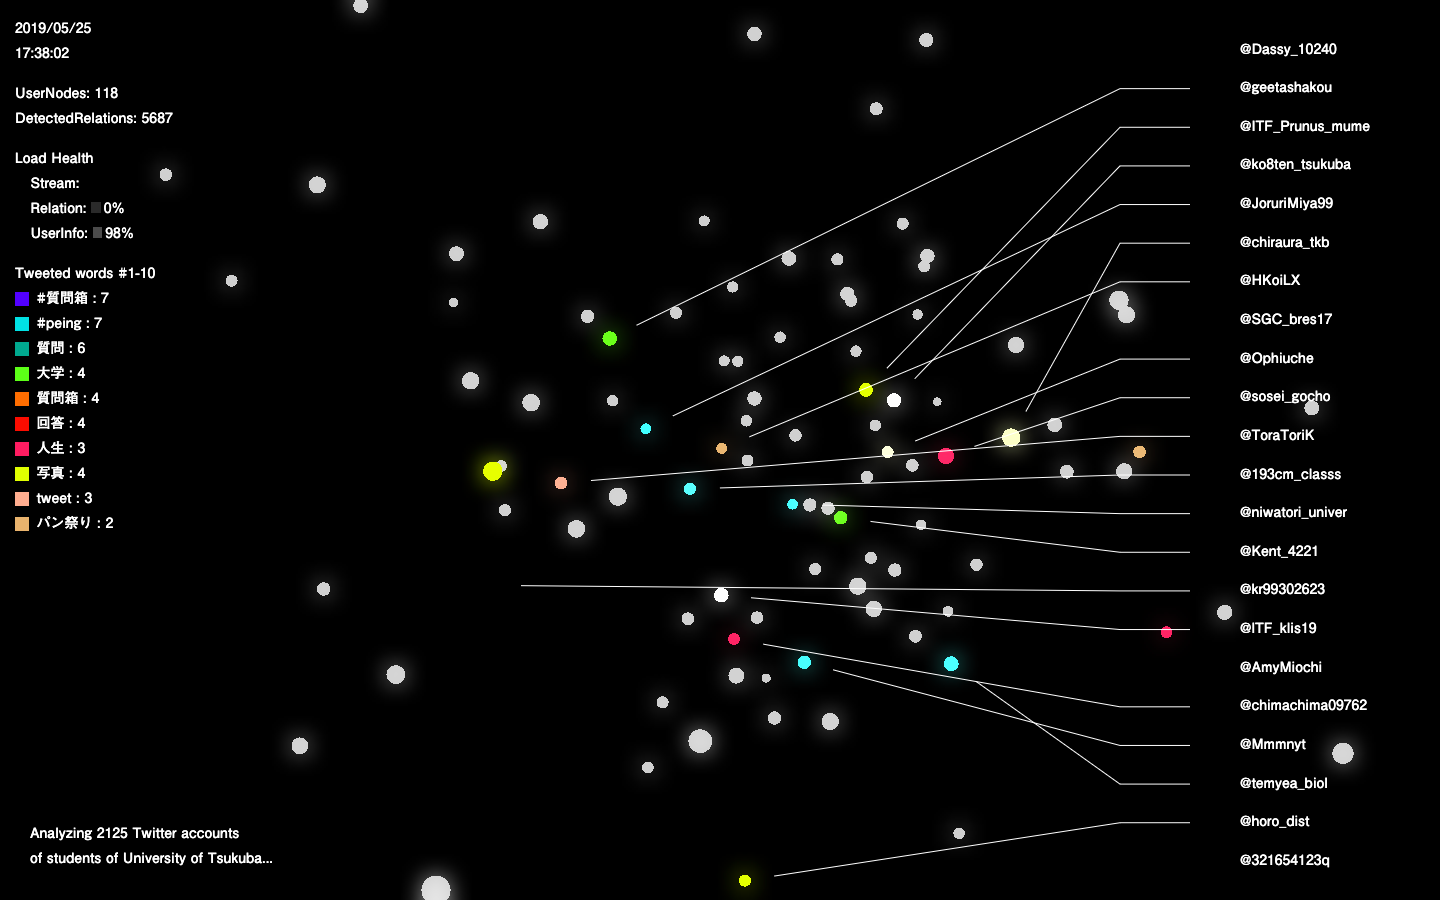 2019/05/25
17:38:02
UserNodes: 118
DetectedRelations: 5687
Load Health
Stream:
Relation: 0%
UserInfo: 98%
Tweeted words #1-10
#質問箱 : 7
#peing : 7
質問 : 6
大学 : 4
質問箱 : 4
回答 : 4
人生 : 3
写真 : 4
tweet : 3
パン祭り : 2
Analyzing 2125 Twitter accounts
of students of University of Tsukuba...
@Dassy_10240
@geetashakou
@ITF_Prunus_mume
@ko8ten_tsukuba
@JoruriMiya99
@chiraura_tkb
@HKoiLX
@SGC_bres17
@Ophiuche
@sosei_gocho
@ToraToriK
@193cm_classs
@niwatori_univer
@Kent_4221
@kr99302623
@ITF_klis19
@AmyMiochi
@chimachima09762
@Mmmnyt
@temyea_biol
@horo_dist
@321654123q